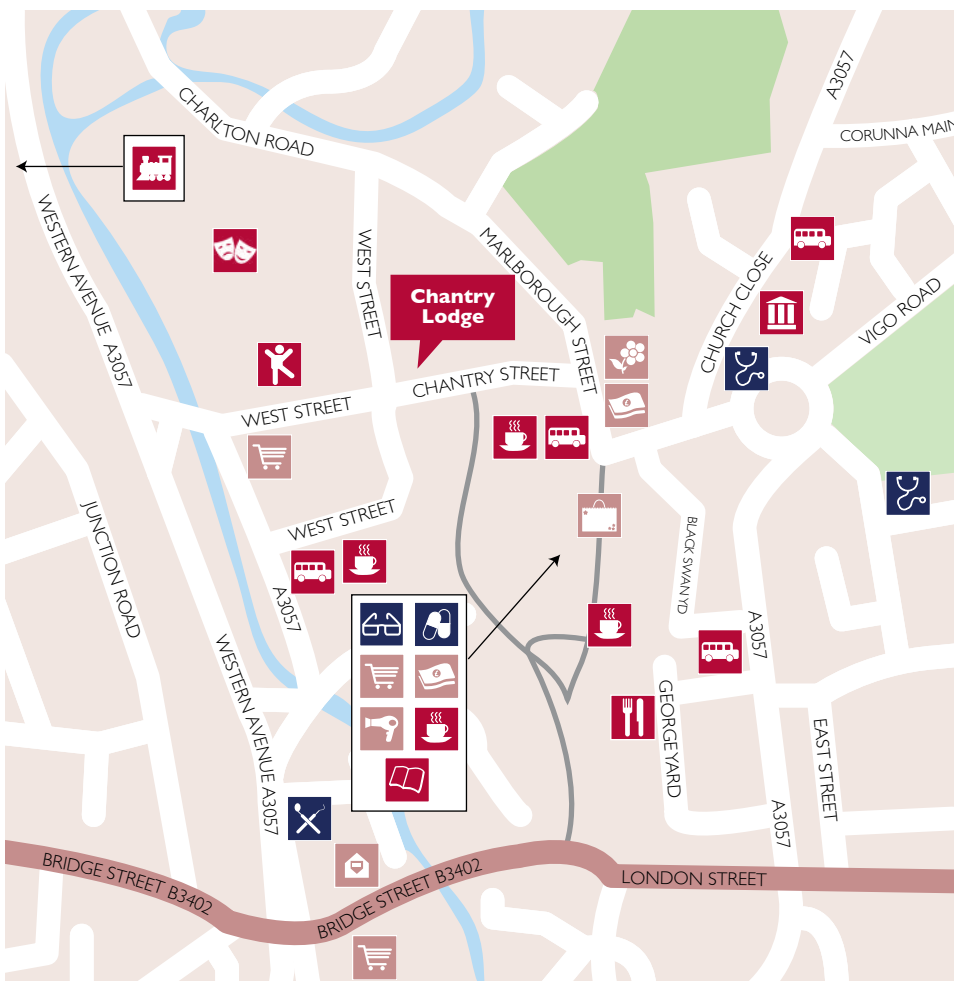 A3057
CORUNNA MAIN
CHARLTON ROAD
WESTERN AVENUE A3057
WEST STREET
MARLBOROUGH STREET
CHURCH CLOSE
VIGO ROAD
Chantry
Lodge
CHANTRY STREET
WEST STREET
WEST STREET
JUNCTION ROAD
BLACK SWAN YD
A3057
A3057
WESTERN AVENUE A3057
GEORGE YARD
EAST STREET
A3057
BRIDGE STREET B3402
BRIDGE STREET B3402
LONDON STREET